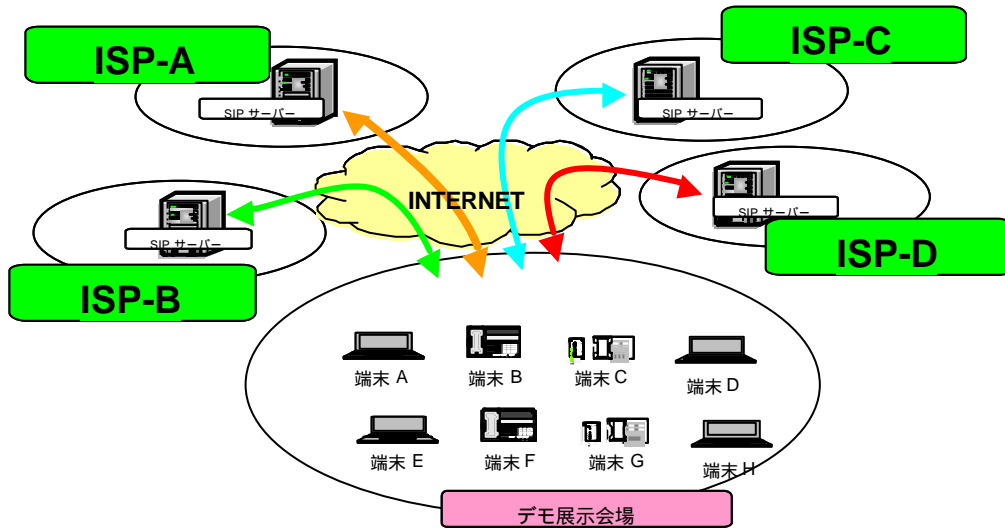 ISP-A
ISP-C
SIP サーバー
SIP サーバー
INTERNET
SIP サーバー
SIP サーバー
ISP-B
ISP-D
端末 A
端末 B
端末 C
端末 D
端末 E
端末 F
端末 G
端末 H
デモ展示会場